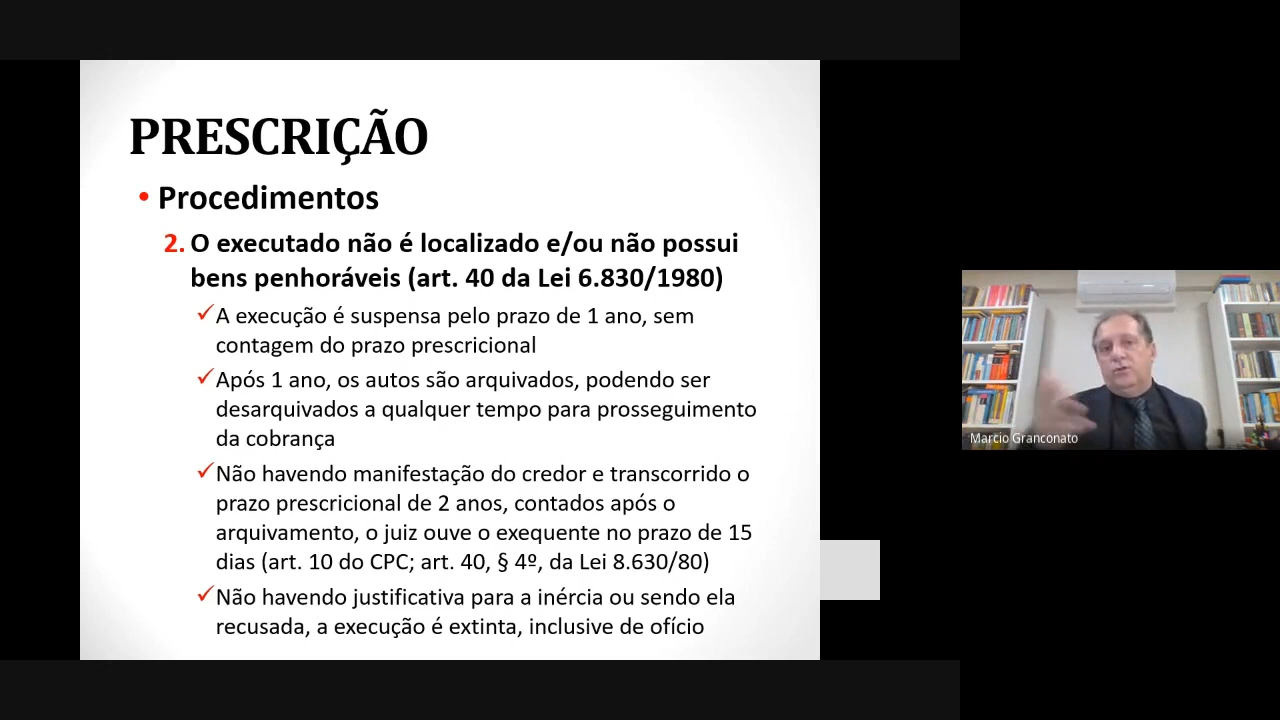 PRESCRIÇÃO
• Procedimentos
2. O executado não é localizado e/ou não possui
bens penhoráveis (art. 40 da Lei 6.830/1980)
✓A execução é suspensa pelo prazo de 1 ano, sem
contagem do prazo prescricional
✓Após 1 ano, os autos são arquivados, podendo ser
desarquivados a qualquer tempo para prosseguimento
da cobrança
✓Não havendo manifestação do credor e transcorrido o
prazo prescricional de 2 anos, contados após o
arquivamento, o juiz ouve o exequente no prazo de 15
dias (art. 10 do CPC; art. 40, § 4º, da Lei 8.630/80)
✓Não havendo justificativa para a inércia ou sendo ela
recusada, a execução é extinta, inclusive de ofício
Marcio Granconato